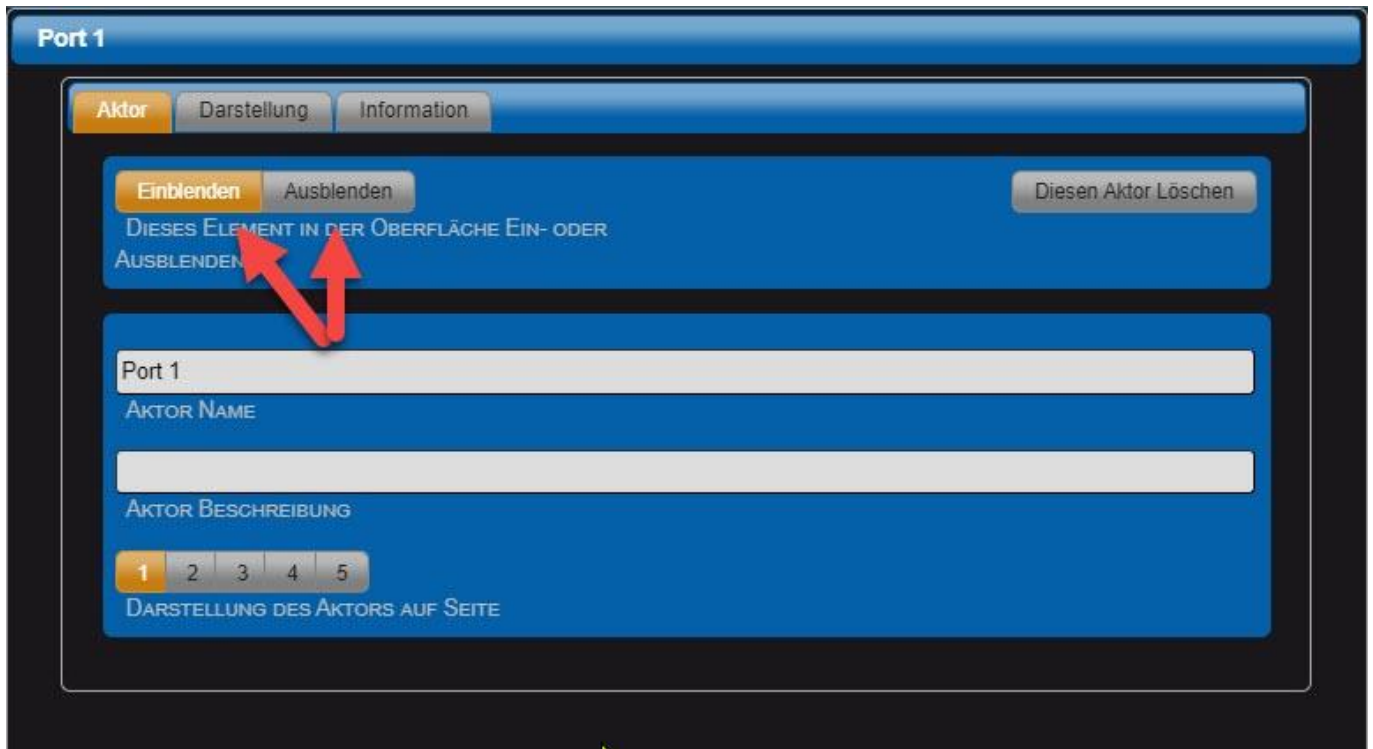 Port 1
Aktor Darstellung Information
Einblenden Ausblenden Diesen Aktor Löschen
Dieses Element in der Oberfläche Ein- oder
Ausblenden
Port 1
Aktor Name
Aktor Beschreibung
1 2 3 4 5
Darstellung des Aktors auf Seite